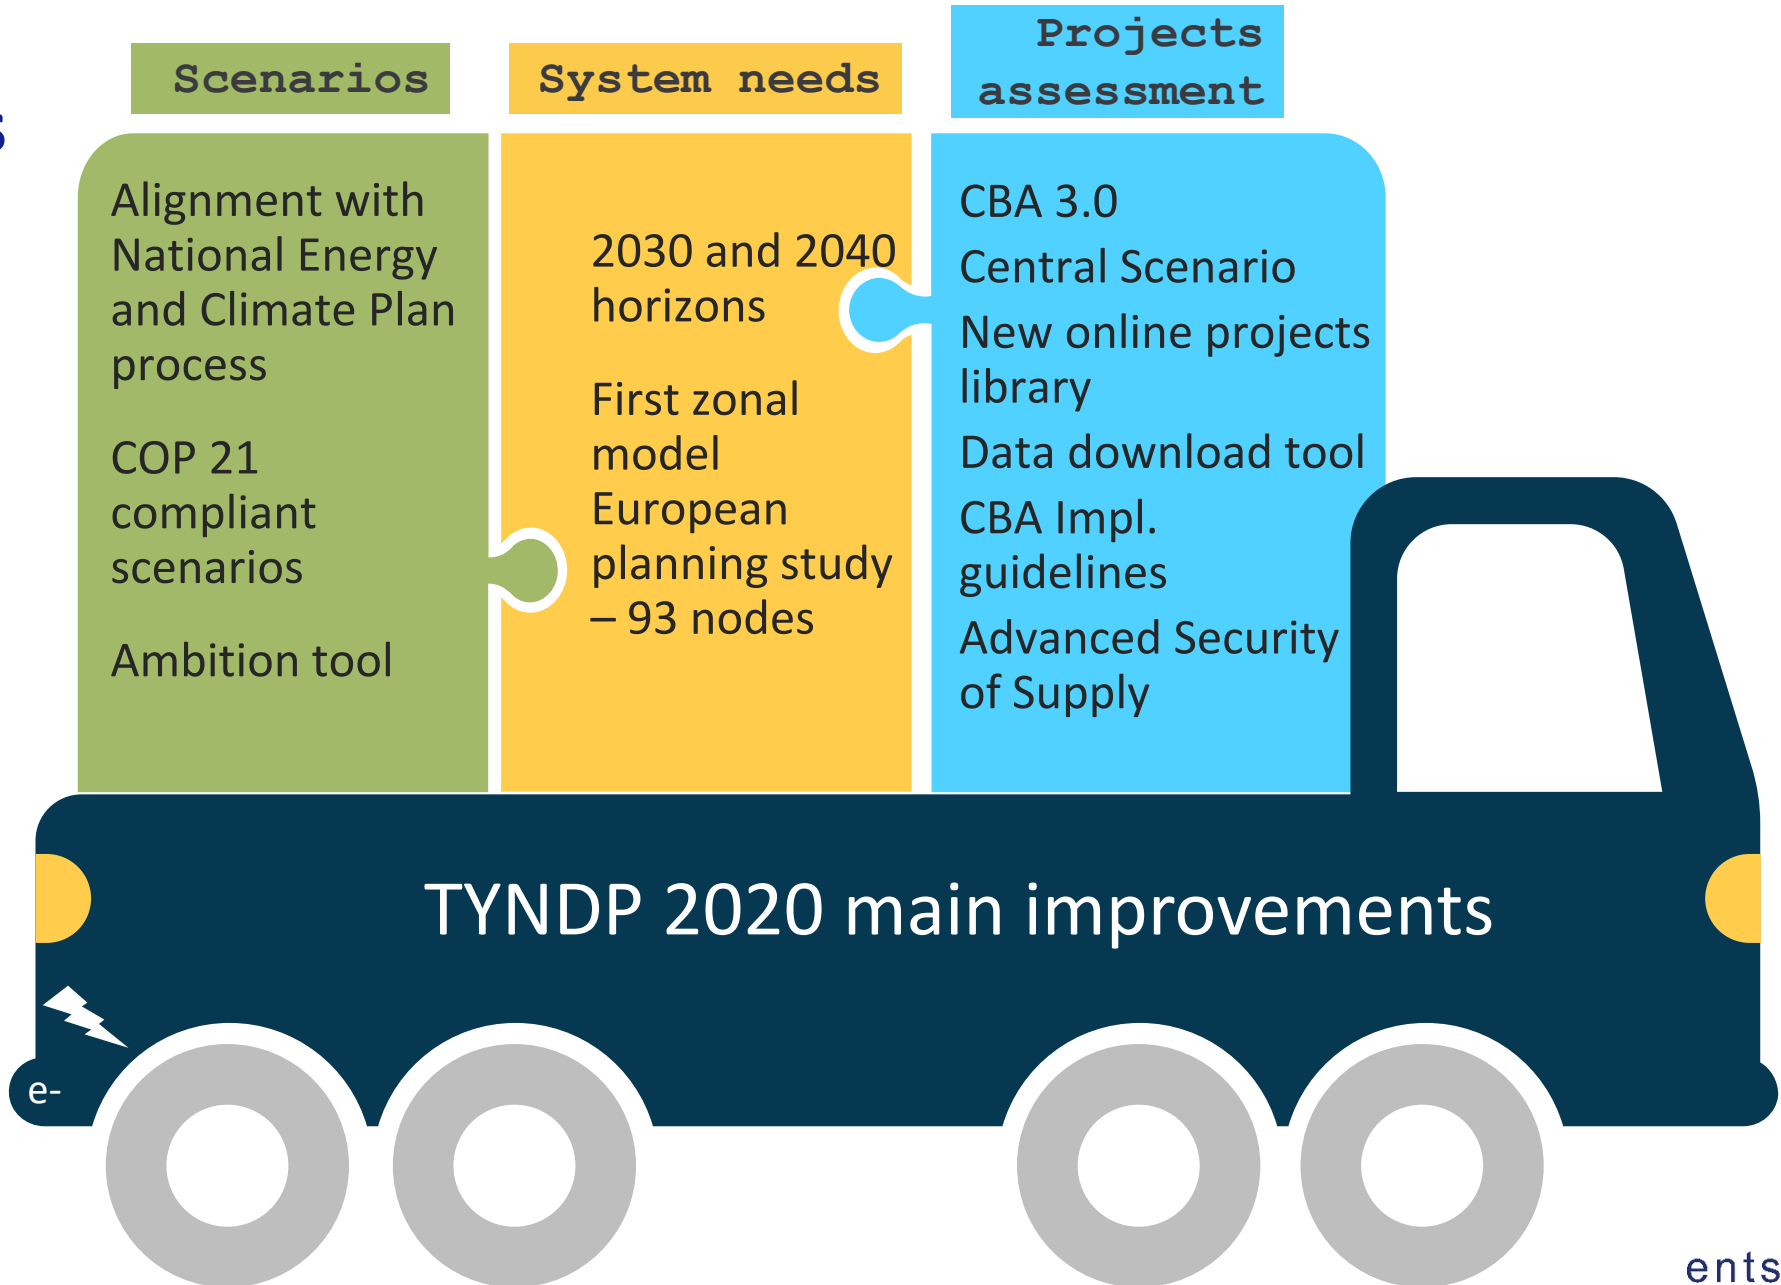 Scenarios
System needs
Projects
assessment
s
Alignment with
National Energy
and Climate Plan
process
COP 21
compliant
scenarios
Ambition tool
2030 and 2040
horizons
First zonal
model
European
planning study
– 93 nodes
CBA 3.0
Central Scenario
New online projects
library
Data download tool
CBA Impl.
guidelines
Advanced Security
of Supply
TYNDP 2020 main improvements
e-
ents